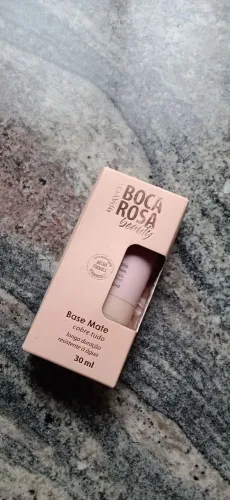 BOCA
ROSA
beauty
Base Mate
cobre tudo
longa duração
resistente à água
30 ml